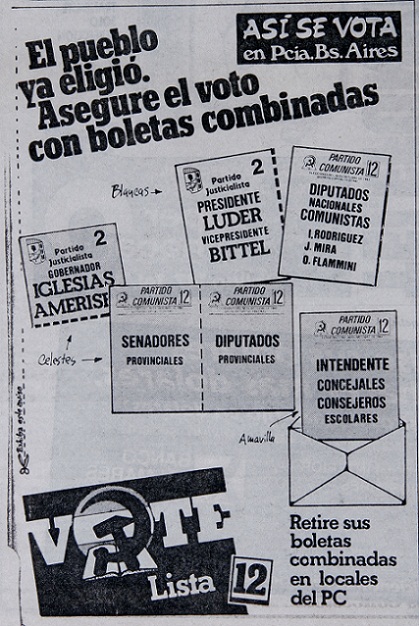 ASÍ SE VOTA
en Pcia. Bs. Aires
El pueblo
ya eligió.
Asegure el voto
con boletas combinadas
Blancas
Partido
Justicialista
2
PRESIDENTE
LUDER
VICEPRESIDENTE
BITTEL
PARTIDO
COMUNISTA 12
DIPUTADOS
NACIONALES
COMUNISTAS
I. RODRIGUEZ
J. MIRA
O. FLAMMINI
Partido
Justicialista
2
GOBERNADOR
IGLESIAS
AMERISE
Celestes
PARTIDO
COMUNISTA 12
SENADORES
PROVINCIALES
PARTIDO
COMUNISTA 12
DIPUTADOS
PROVINCIALES
PARTIDO
COMUNISTA 12
INTENDENTE
CONCEJALES
CONSEJEROS
ESCOLARES
Amarilla
VOTE
Lista 12
Retire sus
boletas
combinadas
en locales
del PC